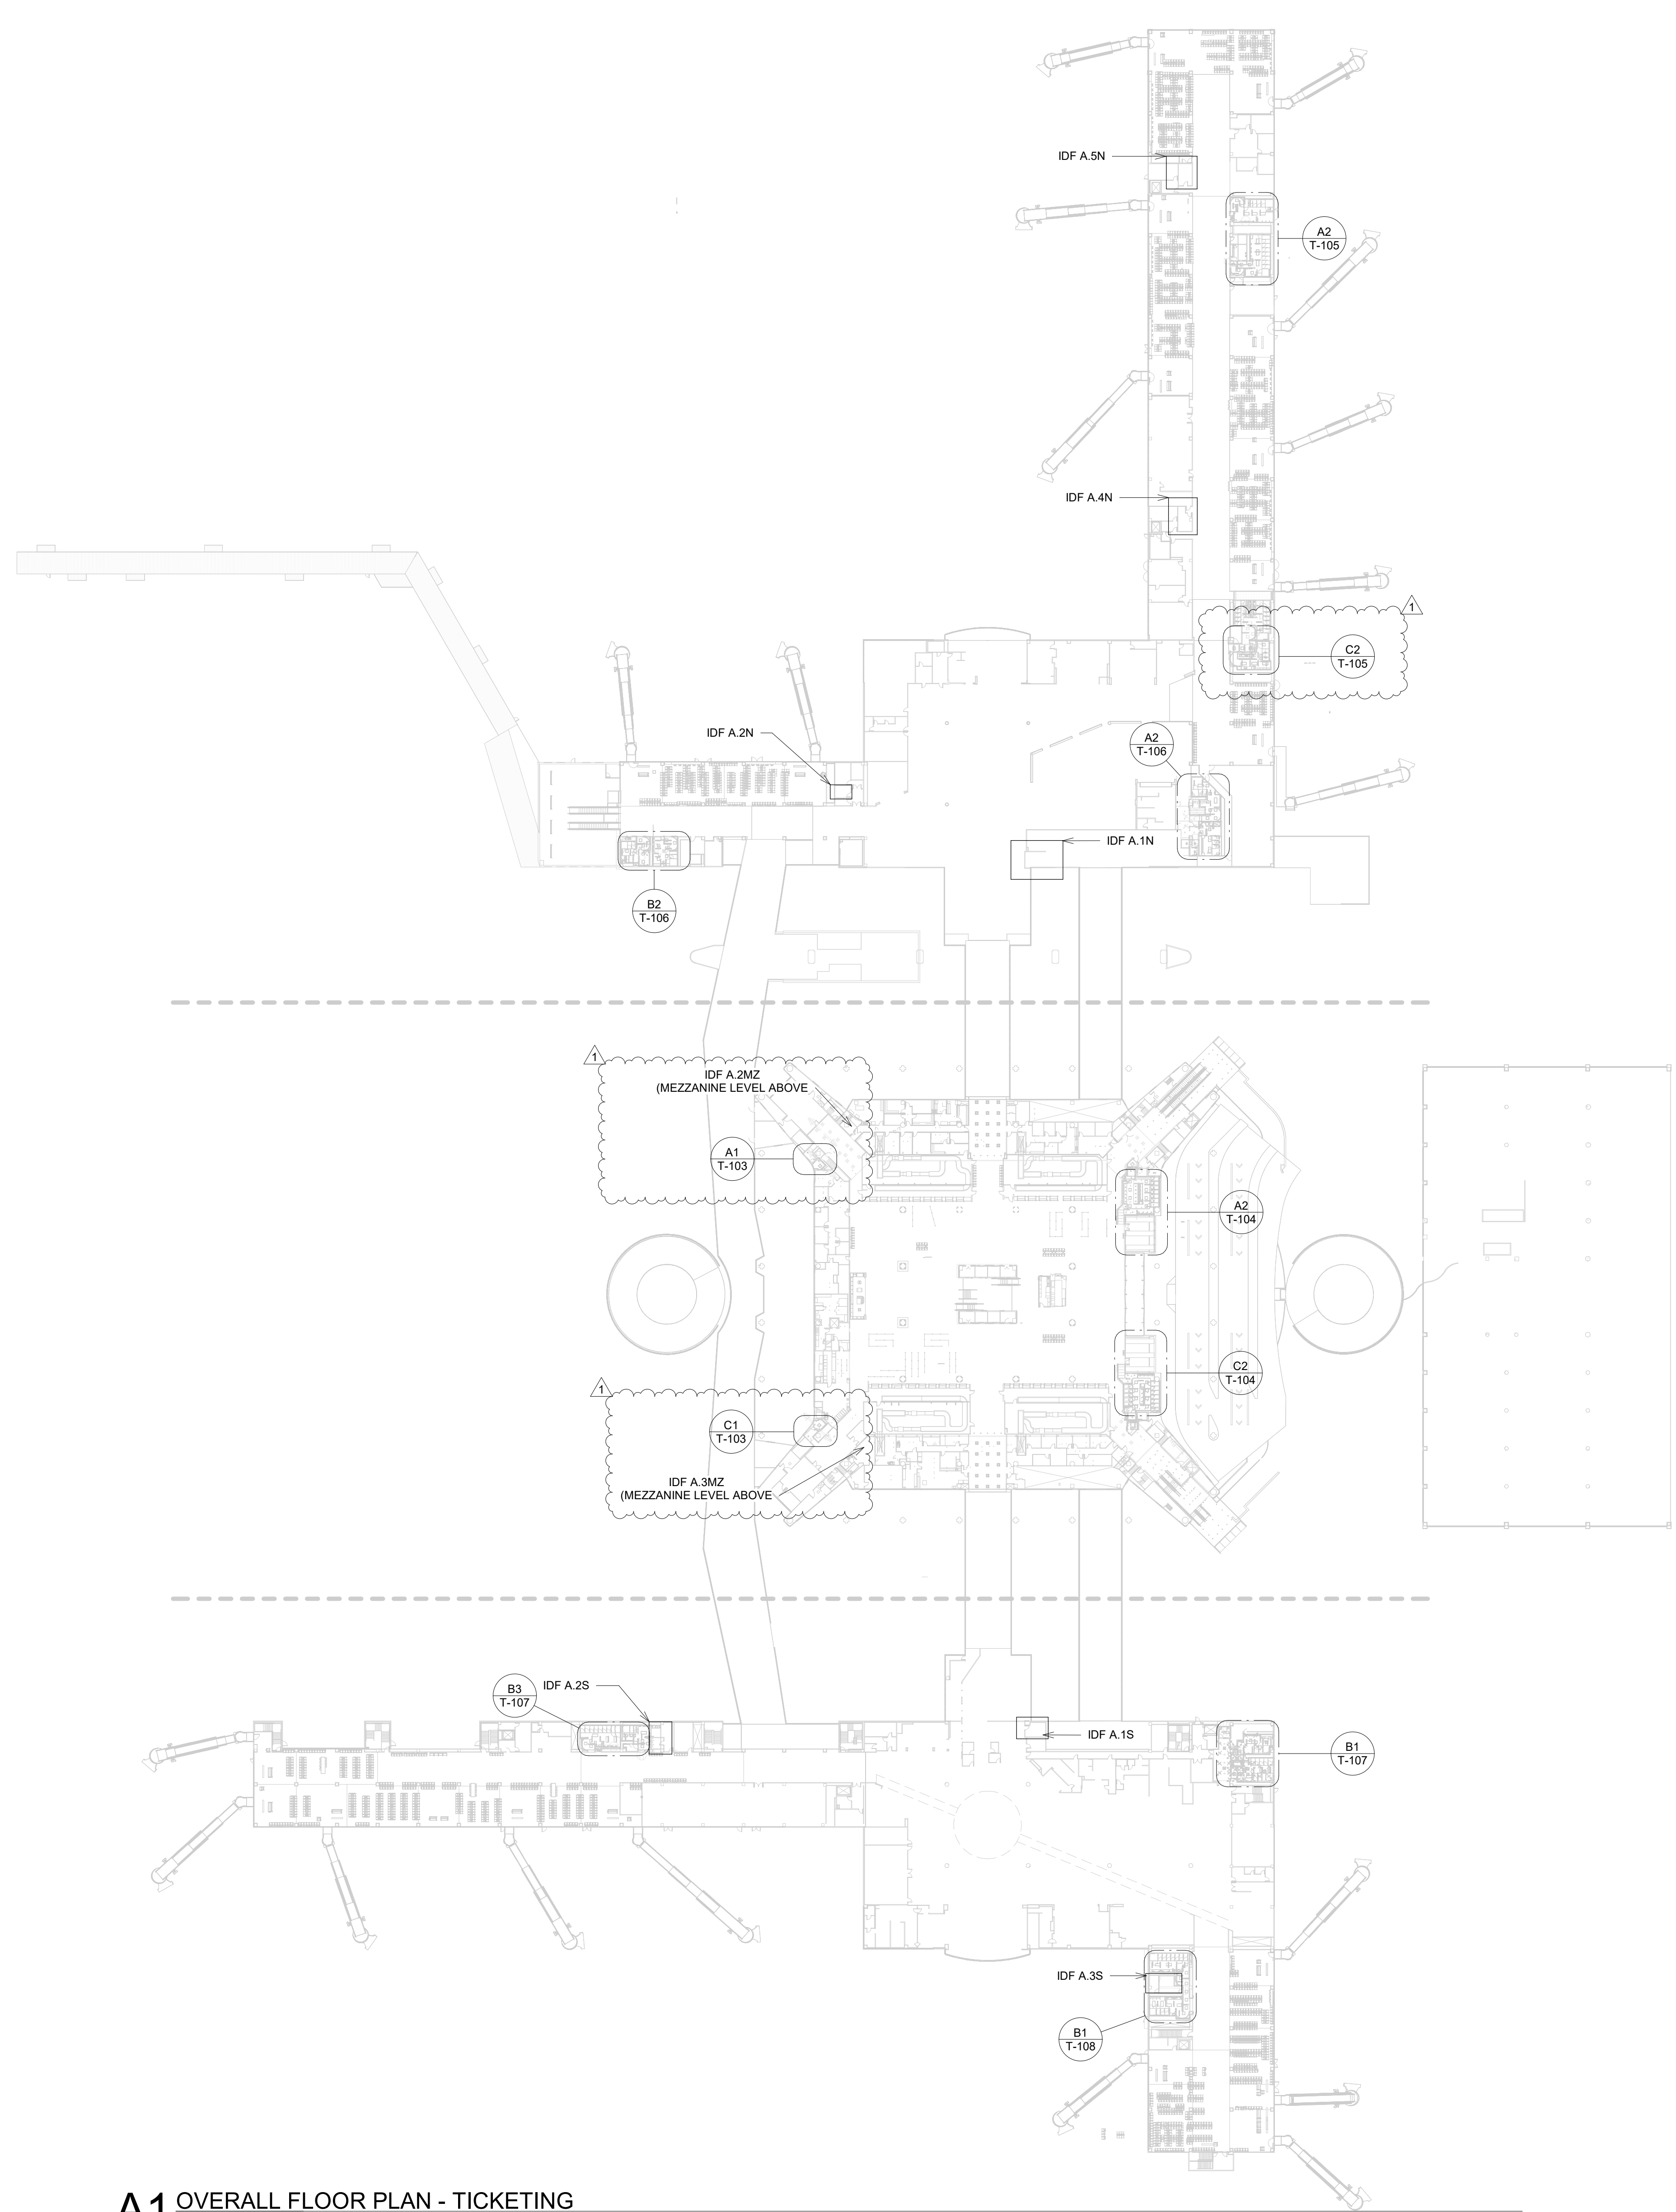 IDF A.5N
A2
T-105
IDF A.4N
1
C2
T-105
IDF A.2N
A2
T-106
IDF A.1N
B2
T-106
1
IDF A.2MZ
(MEZZANINE LEVEL ABOVE
A1
T-103
A2
T-104
C2
T-104
1
C1
T-103
IDF A.3MZ
(MEZZANINE LEVEL ABOVE
B3
T-107
IDF A.2S
IDF A.1S
B1
T-107
IDF A.3S
B1
T-108
A1 OVERALL FLOOR PLAN - TICKETING